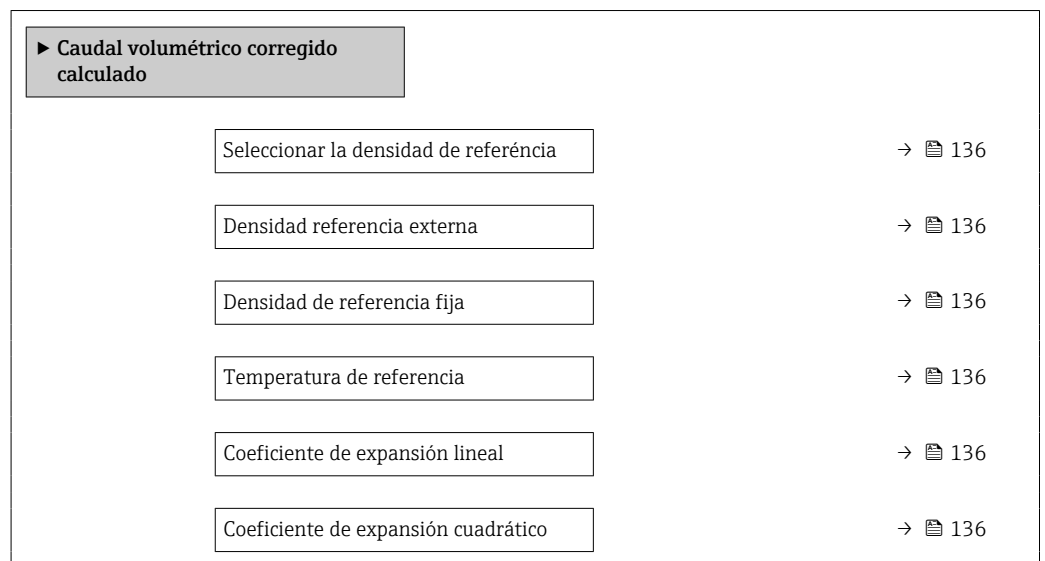 ▶ Caudal volumétrico corregido
calculado
Seleccionar la densidad de referéncia → 136
Densidad referencia externa → 136
Densidad de referencia fija → 136
Temperatura de referencia → 136
Coeficiente de expansión lineal → 136
Coeficiente de expansión cuadrático → 136